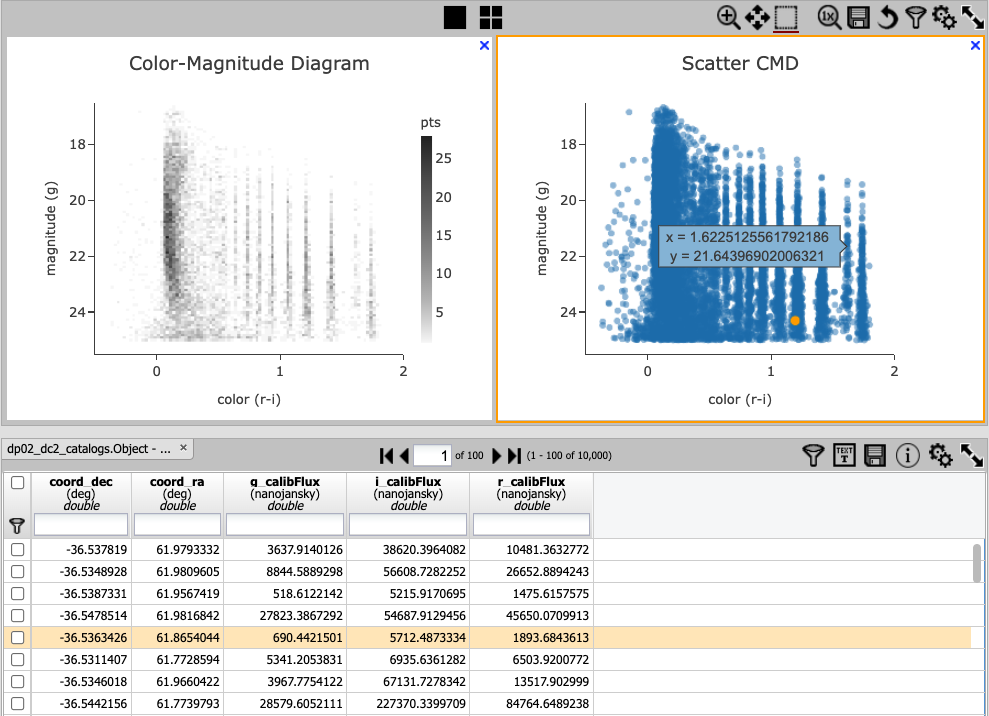 1x
Color-Magnitude Diagram
magnitude (g)
18
20
22
24
0
1
2
color (r-i)
pts
25
20
15
10
5
Scatter CMD
magnitude (g)
18
20
22
24
x = 1.6225125561792186
y = 21.64396902006321
0
1
2
color (r-i)
dp02_dc2_catalogs.Object - ...
1 of 100 (1 - 100 of 10,000)
TEXT
T
coord_dec coord_ra g_calibFlux i_calibFlux r_calibFlux
(deg) (deg) (nanojansky) (nanojansky) (nanojansky)
double double double double double
-36.537819 61.9793332 3637.9140126 38620.3964082 10481.3632772
-36.5348928 61.9809605 8844.5889298 56608.7282252 26652.8894243
-36.5387331 61.9567419 518.6122142 5215.9170695 1475.6157575
-36.5478514 61.9816842 27823.3867292 54687.9129456 45650.0709913
-36.5363426 61.8654044 690.4421501 5712.4873334 1893.6843613
-36.5311407 61.7728594 5341.2053831 6935.6361282 6503.9200772
-36.5346018 61.9660422 3967.7754122 67131.7278342 13517.902999
-36.5442156 61.7739793 28579.6052111 227370.3399709 84764.6489238